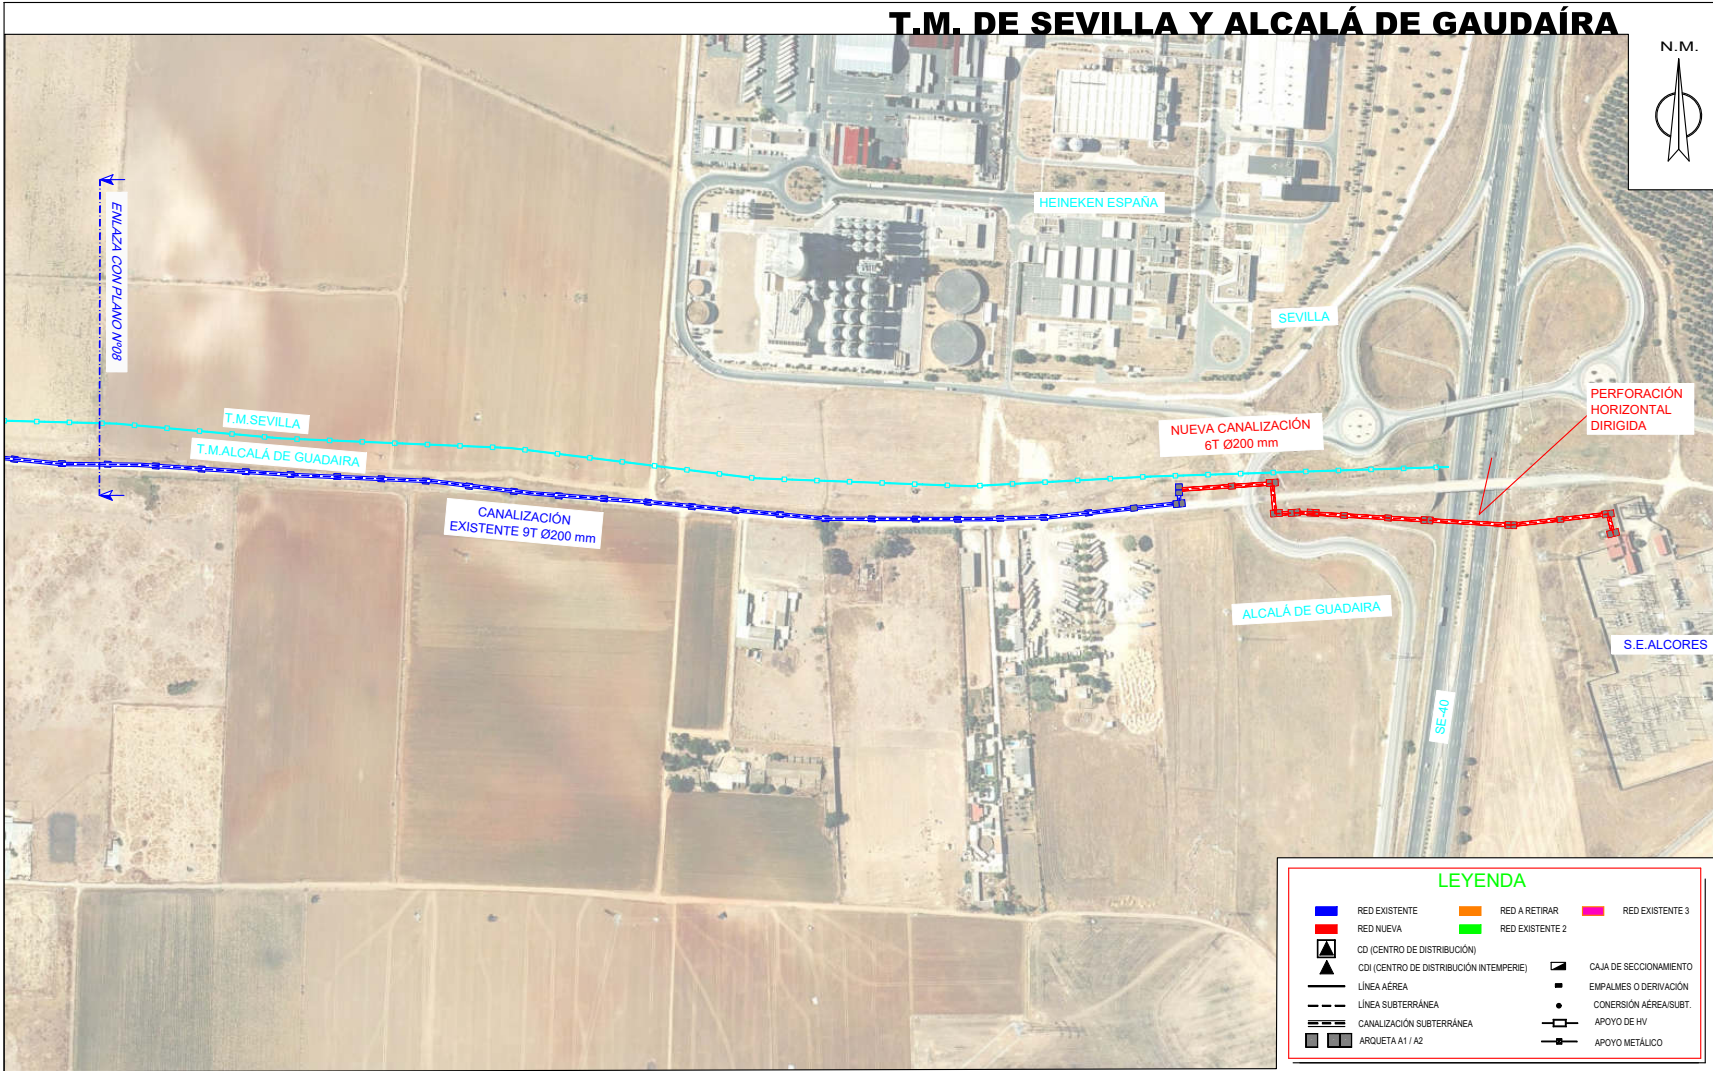 T.M. DE SEVILLA Y ALCALÁ DE GAUDAÍRA
N.M.
ENLAZA CON PLANO Nº08
HEINEKEN ESPAÑA
SEVILLA
PERFORACIÓN
HORIZONTAL
DIRIGIDA
T.M.SEVILLA
T.M.ALCALÁ DE GUADAIRA
NUEVA CANALIZACIÓN
6T Ø200 mm
CANALIZACIÓN
EXISTENTE 9T Ø200 mm
ALCALÁ DE GUADAIRA
S.E.ALCORES
SE-40
LEYENDA
RED EXISTENTE
RED A RETIRAR
RED EXISTENTE 3
RED NUEVA
RED EXISTENTE 2
CD (CENTRO DE DISTRIBUCIÓN)
CDI (CENTRO DE DISTRIBUCIÓN INTEMPERIE)
CAJA DE SECCIONAMIENTO
LÍNEA AÉREA
EMPALMES O DERIVACIÓN
LÍNEA SUBTERRÁNEA
CONERSIÓN AÉREA/SUBT.
CANALIZACIÓN SUBTERRÁNEA
APOYO DE HV
ARQUETA A1 / A2
APOYO METÁLICO